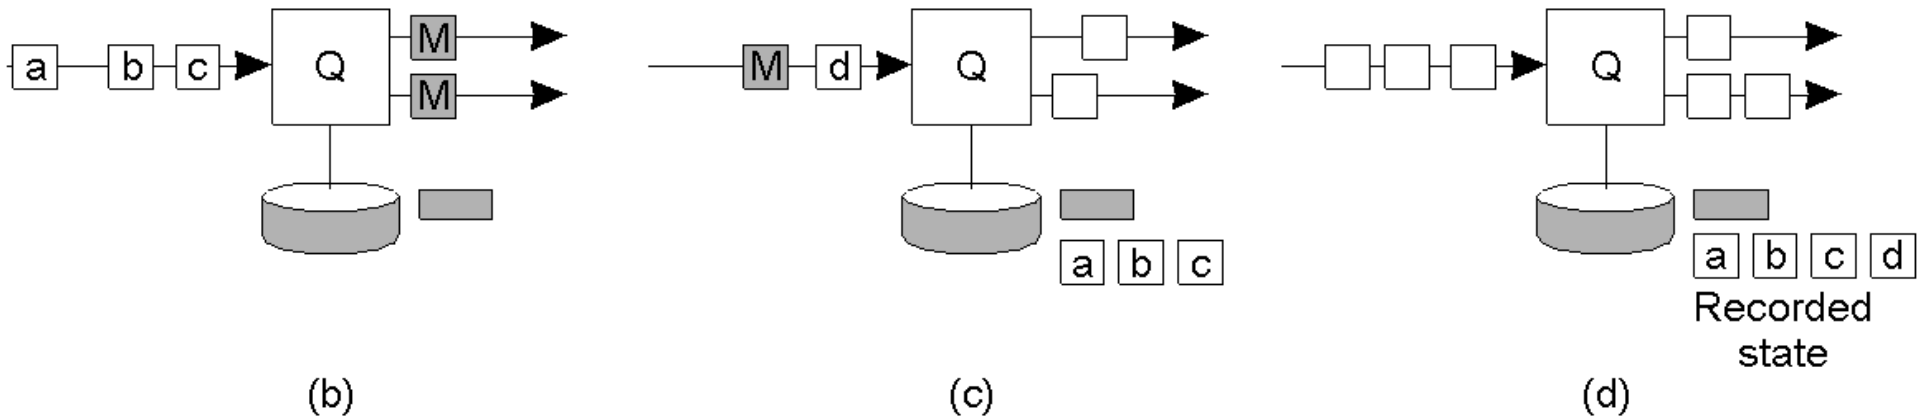 a b c Q M
M
(b)
M d Q
a b c
(c)
Q
a b c d
Recorded
state
(d)